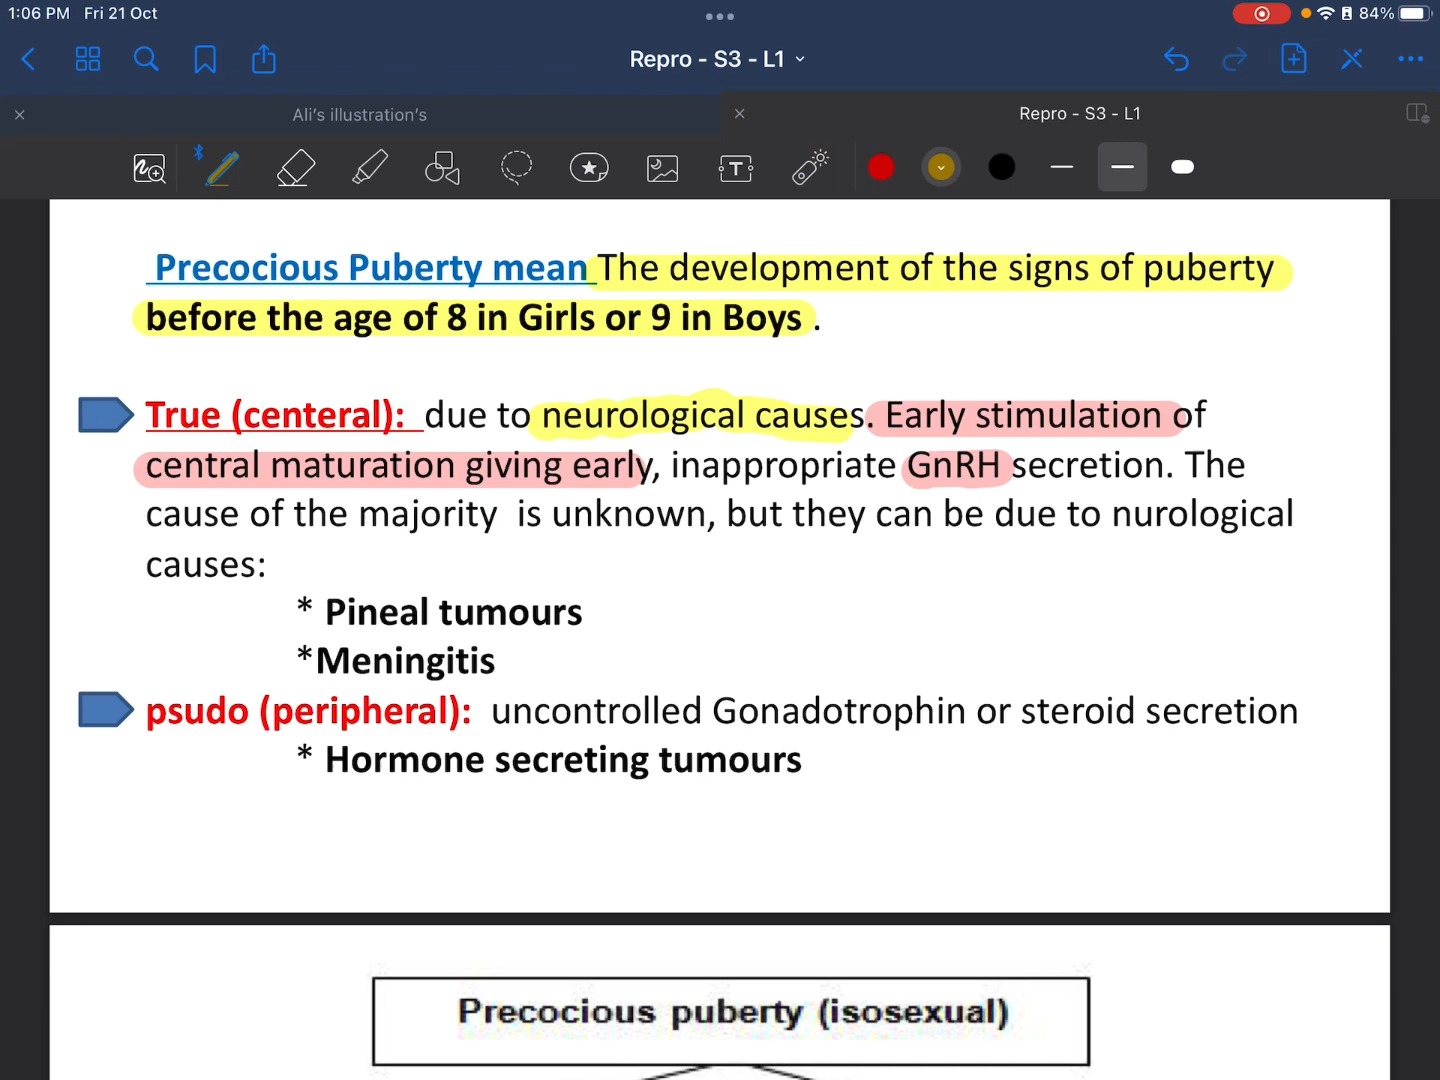 1:06 PM Fri 21 Oct
84%
Repro - S3 - L1
Ali's illustration's
Repro - S3 - L1
Precocious Puberty mean The development of the signs of puberty
before the age of 8 in Girls or 9 in Boys .
True (centeral): due to neurological causes. Early stimulation of
central maturation giving early, inappropriate GnRH secretion. The
cause of the majority is unknown, but they can be due to nurological
causes:
* Pineal tumours
*Meningitis
psudo (peripheral): uncontrolled Gonadotrophin or steroid secretion
* Hormone secreting tumours
Precocious puberty (isosexual)